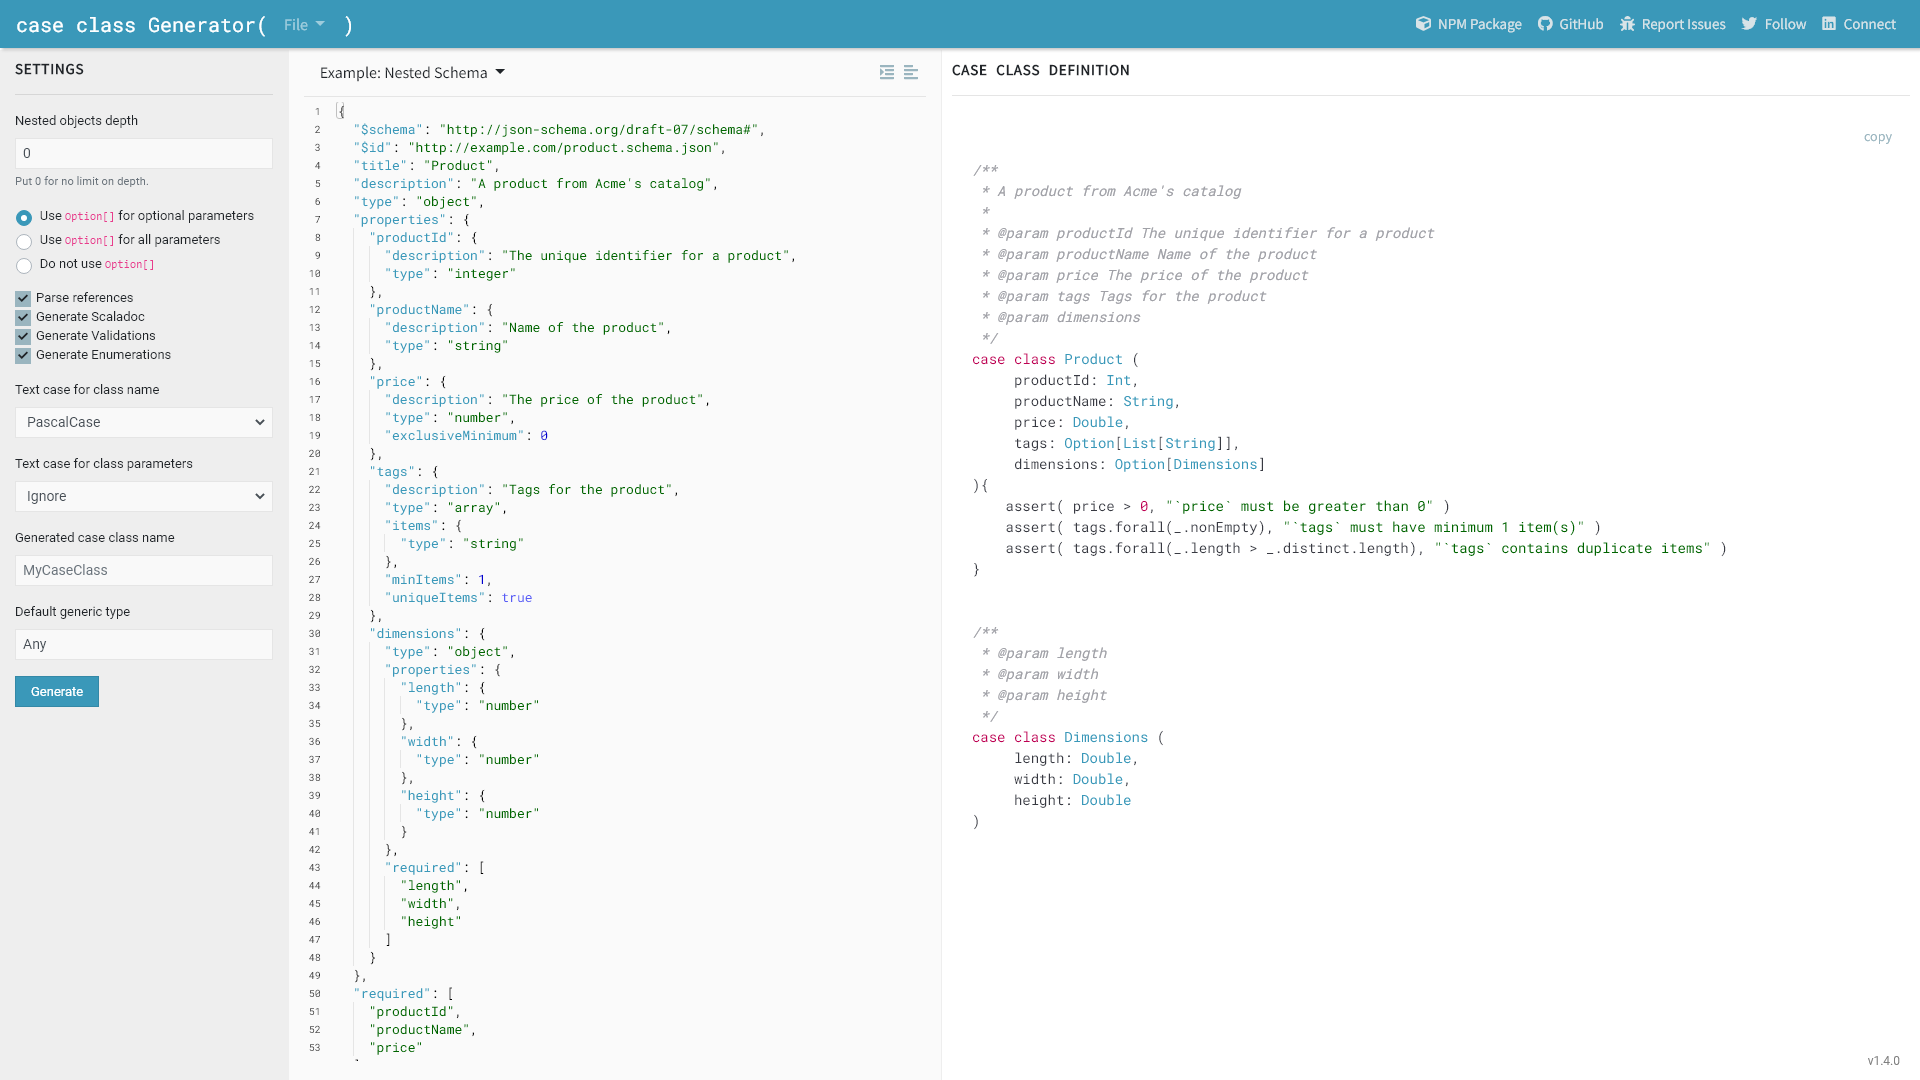 case class Generator( File )
NPM Package GitHub Report Issues Follow Connect
SETTINGS
Nested objects depth
0
Put 0 for no limit on depth.
Use Option[] for optional parameters
Use Option[] for all parameters
Do not use Option[]
Parse references
Generate Scaladoc
Generate Validations
Generate Enumerations
Text case for class name
PascalCase
Text case for class parameters
Ignore
Generated case class name
MyCaseClass
Default generic type
Any
Generate
Example: Nested Schema
1 {
2 "$schema": "http://json-schema.org/draft-07/schema#",
3 "$id": "http://example.com/product.schema.json",
4 "title": "Product",
5 "description": "A product from Acme's catalog",
6 "type": "object",
7 "properties": {
8 "productId": {
9 "description": "The unique identifier for a product",
10 "type": "integer"
11 },
12 "productName": {
13 "description": "Name of the product",
14 "type": "string"
15 },
16 "price": {
17 "description": "The price of the product",
18 "type": "number",
19 "exclusiveMinimum": 0
20 },
21 "tags": {
22 "description": "Tags for the product",
23 "type": "array",
24 "items": {
25 "type": "string"
26 },
27 "minItems": 1,
28 "uniqueItems": true
29 },
30 "dimensions": {
31 "type": "object",
32 "properties": {
33 "length": {
34 "type": "number"
35 },
36 "width": {
37 "type": "number"
38 },
39 "height": {
40 "type": "number"
41 }
42 },
43 "required": [
44 "length",
45 "width",
46 "height"
47 ]
48 }
49 },
50 "required": [
51 "productId",
52 "productName",
53 "price"
CASE CLASS DEFINITION
copy
/**
* A product from Acme's catalog
*
* @param productId The unique identifier for a product
* @param productName Name of the product
* @param price The price of the product
* @param tags Tags for the product
* @param dimensions
*/
case class Product (
productId: Int,
productName: String,
price: Double,
tags: Option[List[String]],
dimensions: Option[Dimensions]
){
assert( price > 0, "`price` must be greater than 0" )
assert( tags.forall(_.nonEmpty), "`tags` must have minimum 1 item(s)" )
assert( tags.forall(_.length > _.distinct.length), "`tags` contains duplicate items" )
}
/**
* @param length
* @param width
* @param height
*/
case class Dimensions (
length: Double,
width: Double,
height: Double
)
v1.4.0